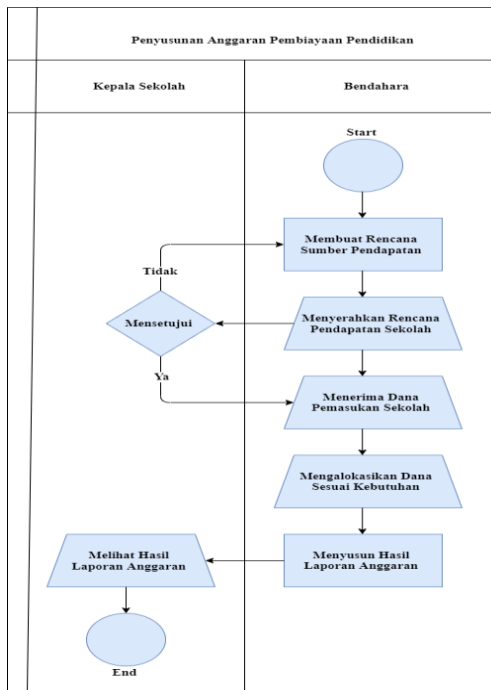 Penyusunan Anggaran Pembiayaan Pendidikan
Kepala Sekolah
Bendahara
Start
Membuat Rencana
Sumber Pendapatan
Tidak
Mensetujui
Menyerahkan Rencana
Pendapatan Sekolah
Ya
Menerima Dana
Pemasukan Sekolah
Mengalokasikan Dana
Sesuai Kebutuhan
Melihat Hasil
Laporan Anggaran
Menyusun Hasil
Laporan Anggaran
End